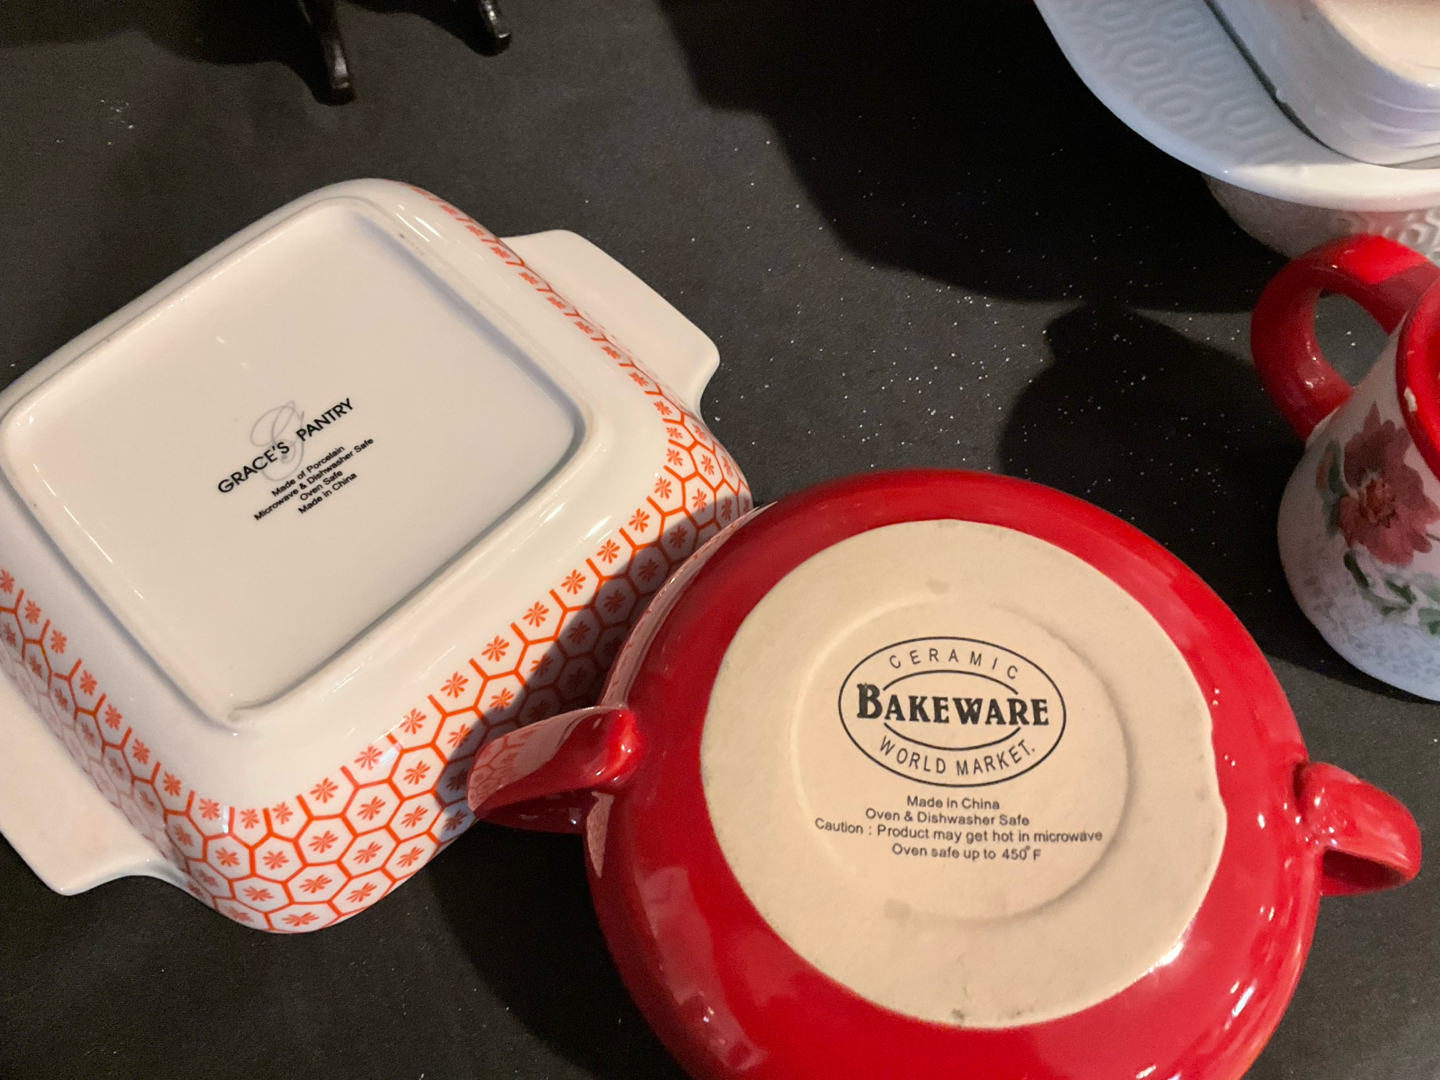 G
GRACE'S PANTRY
Made of Porcelain
Microwave & Dishwasher Safe
Oven Safe
Made in China
CERAMIC
BAKEWARE
WORLD MARKET.
Made in China
Oven & Dishwasher Safe
Caution : Product may get hot in microwave
Oven safe up to 450° F